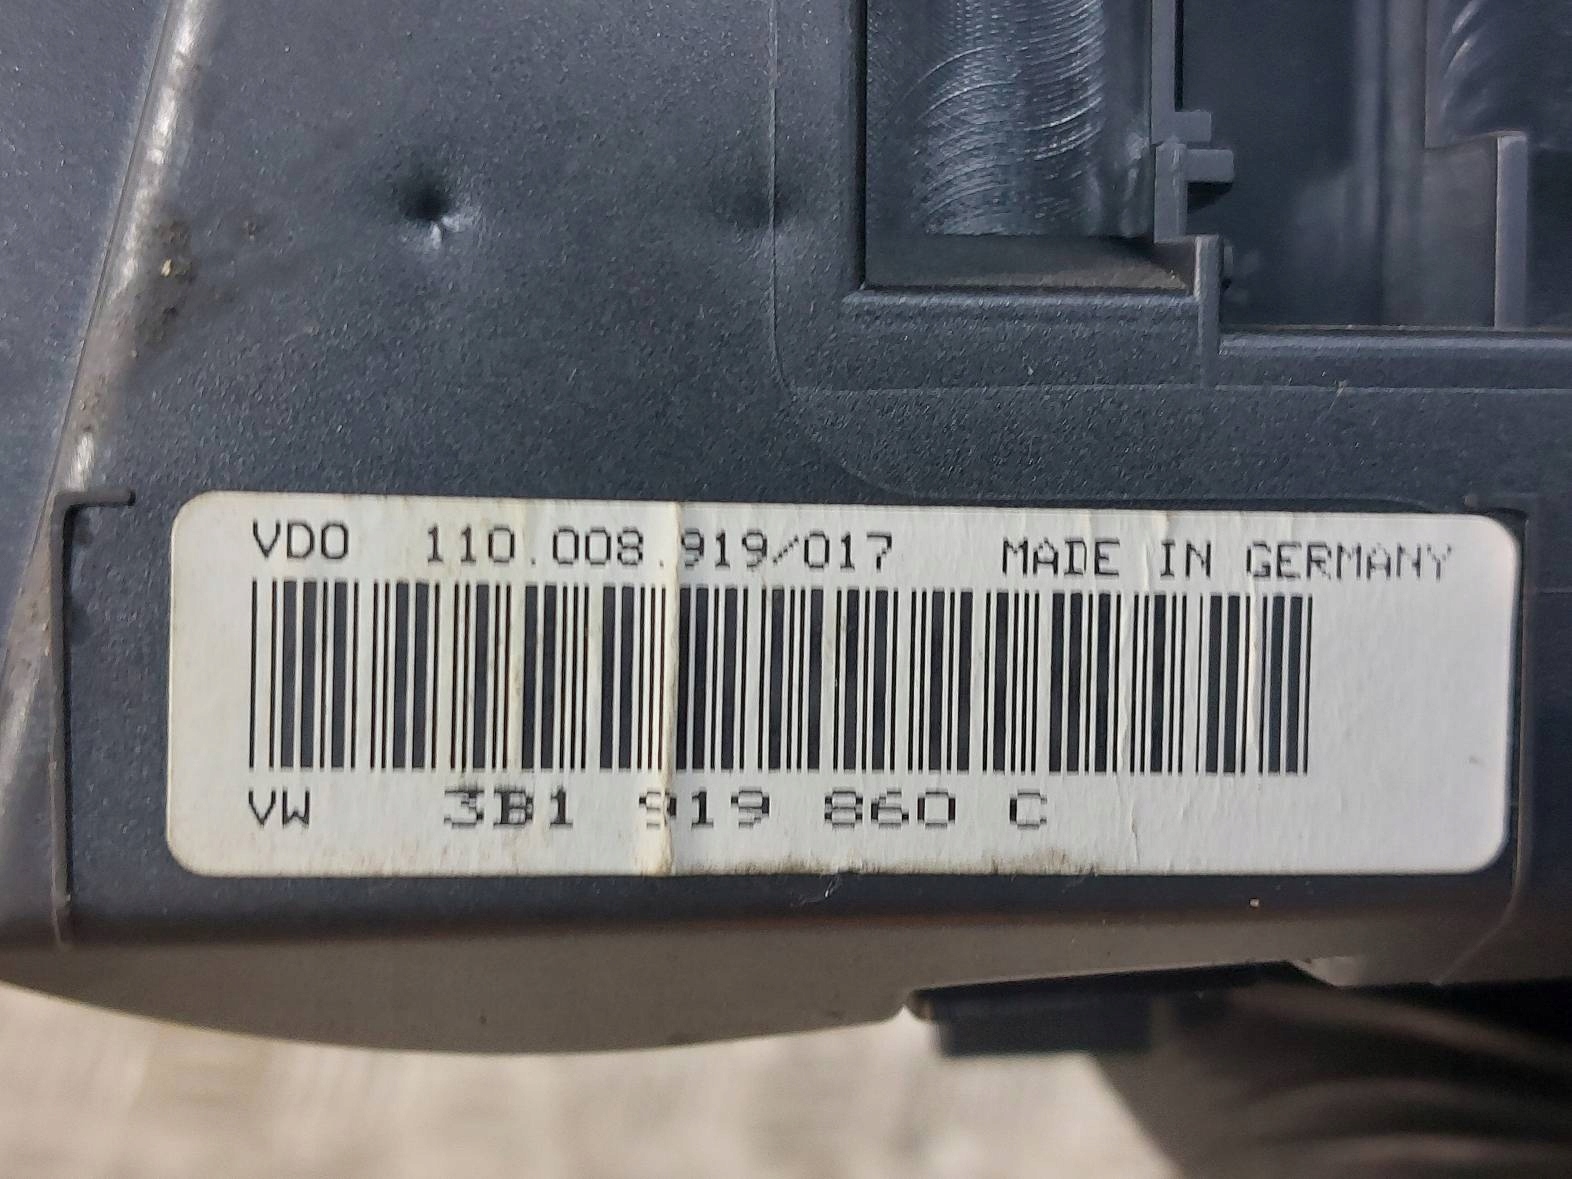 VDO 110.008.919/017 MADE IN GERMANY
VW 3B1 919 860 C